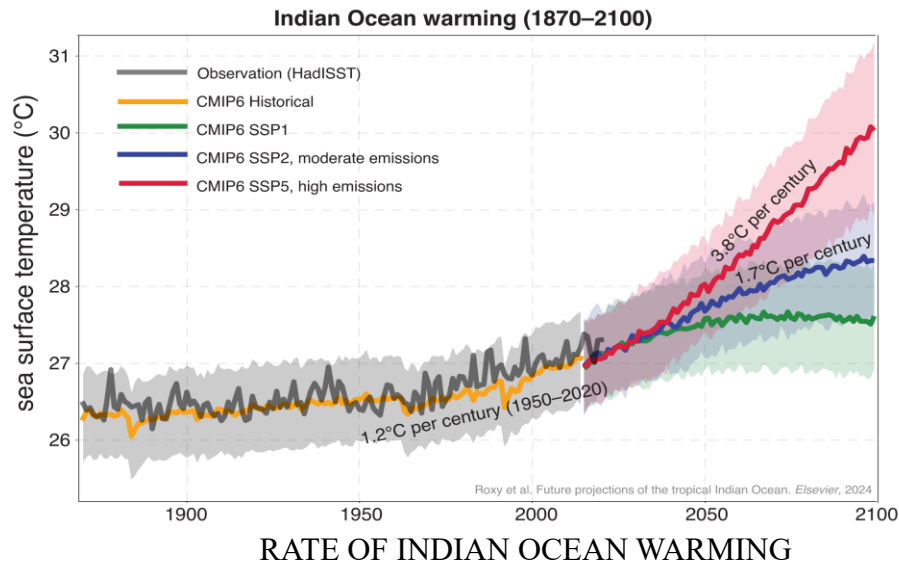 Indian Ocean warming (1870–2100)
sea surface temperature (°C)
31
30
29
28
27
26
Observation (HadISST)
CMIP6 Historical
CMIP6 SSP1
CMIP6 SSP2, moderate emissions
CMIP6 SSP5, high emissions
3.8°C per century
1.7°C per century
1.2°C per century (1950–2020)
Roxy et al. Future projections of the tropical Indian Ocean. Elsevier, 2024
1900
1950
2000
2050
2100
RATE OF INDIAN OCEAN WARMING